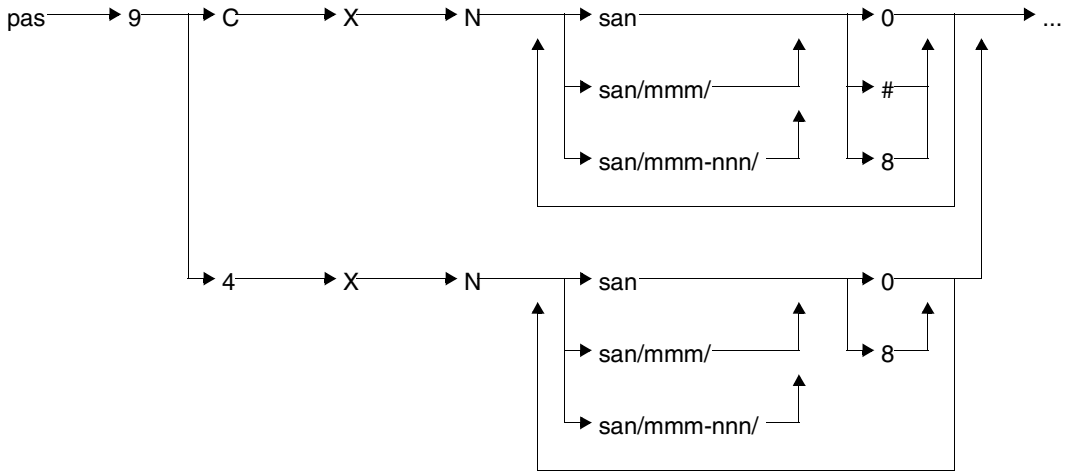 pas 9 C X N san 0 ...
san/mmm/ #
san/mmm-nnn/ 8
4 X N san 0
san/mmm/ 8
san/mmm-nnn/